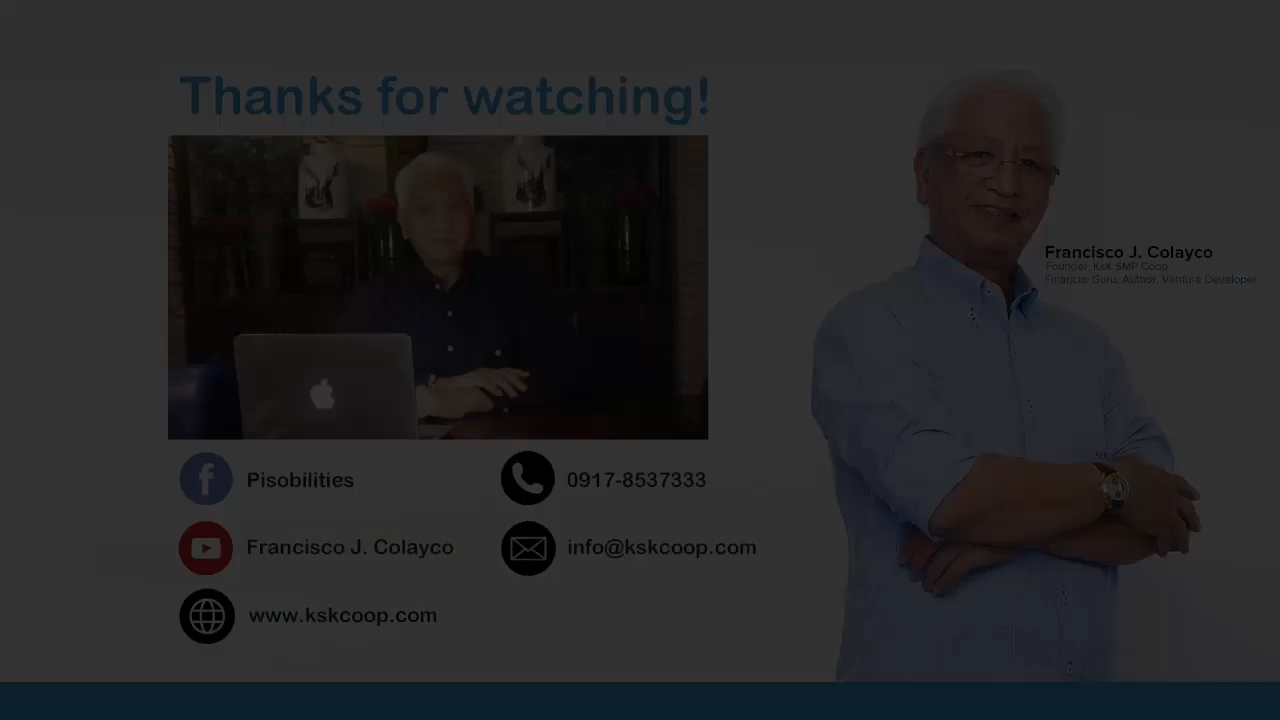 Thanks for watching!
Francisco J. Colayco
Founder, KsK SMP Coop
Financial Guru, Author, Venture Developer
Pisobilities
0917-8537333
Francisco J. Colayco
info@kskcoop.com
www.kskcoop.com